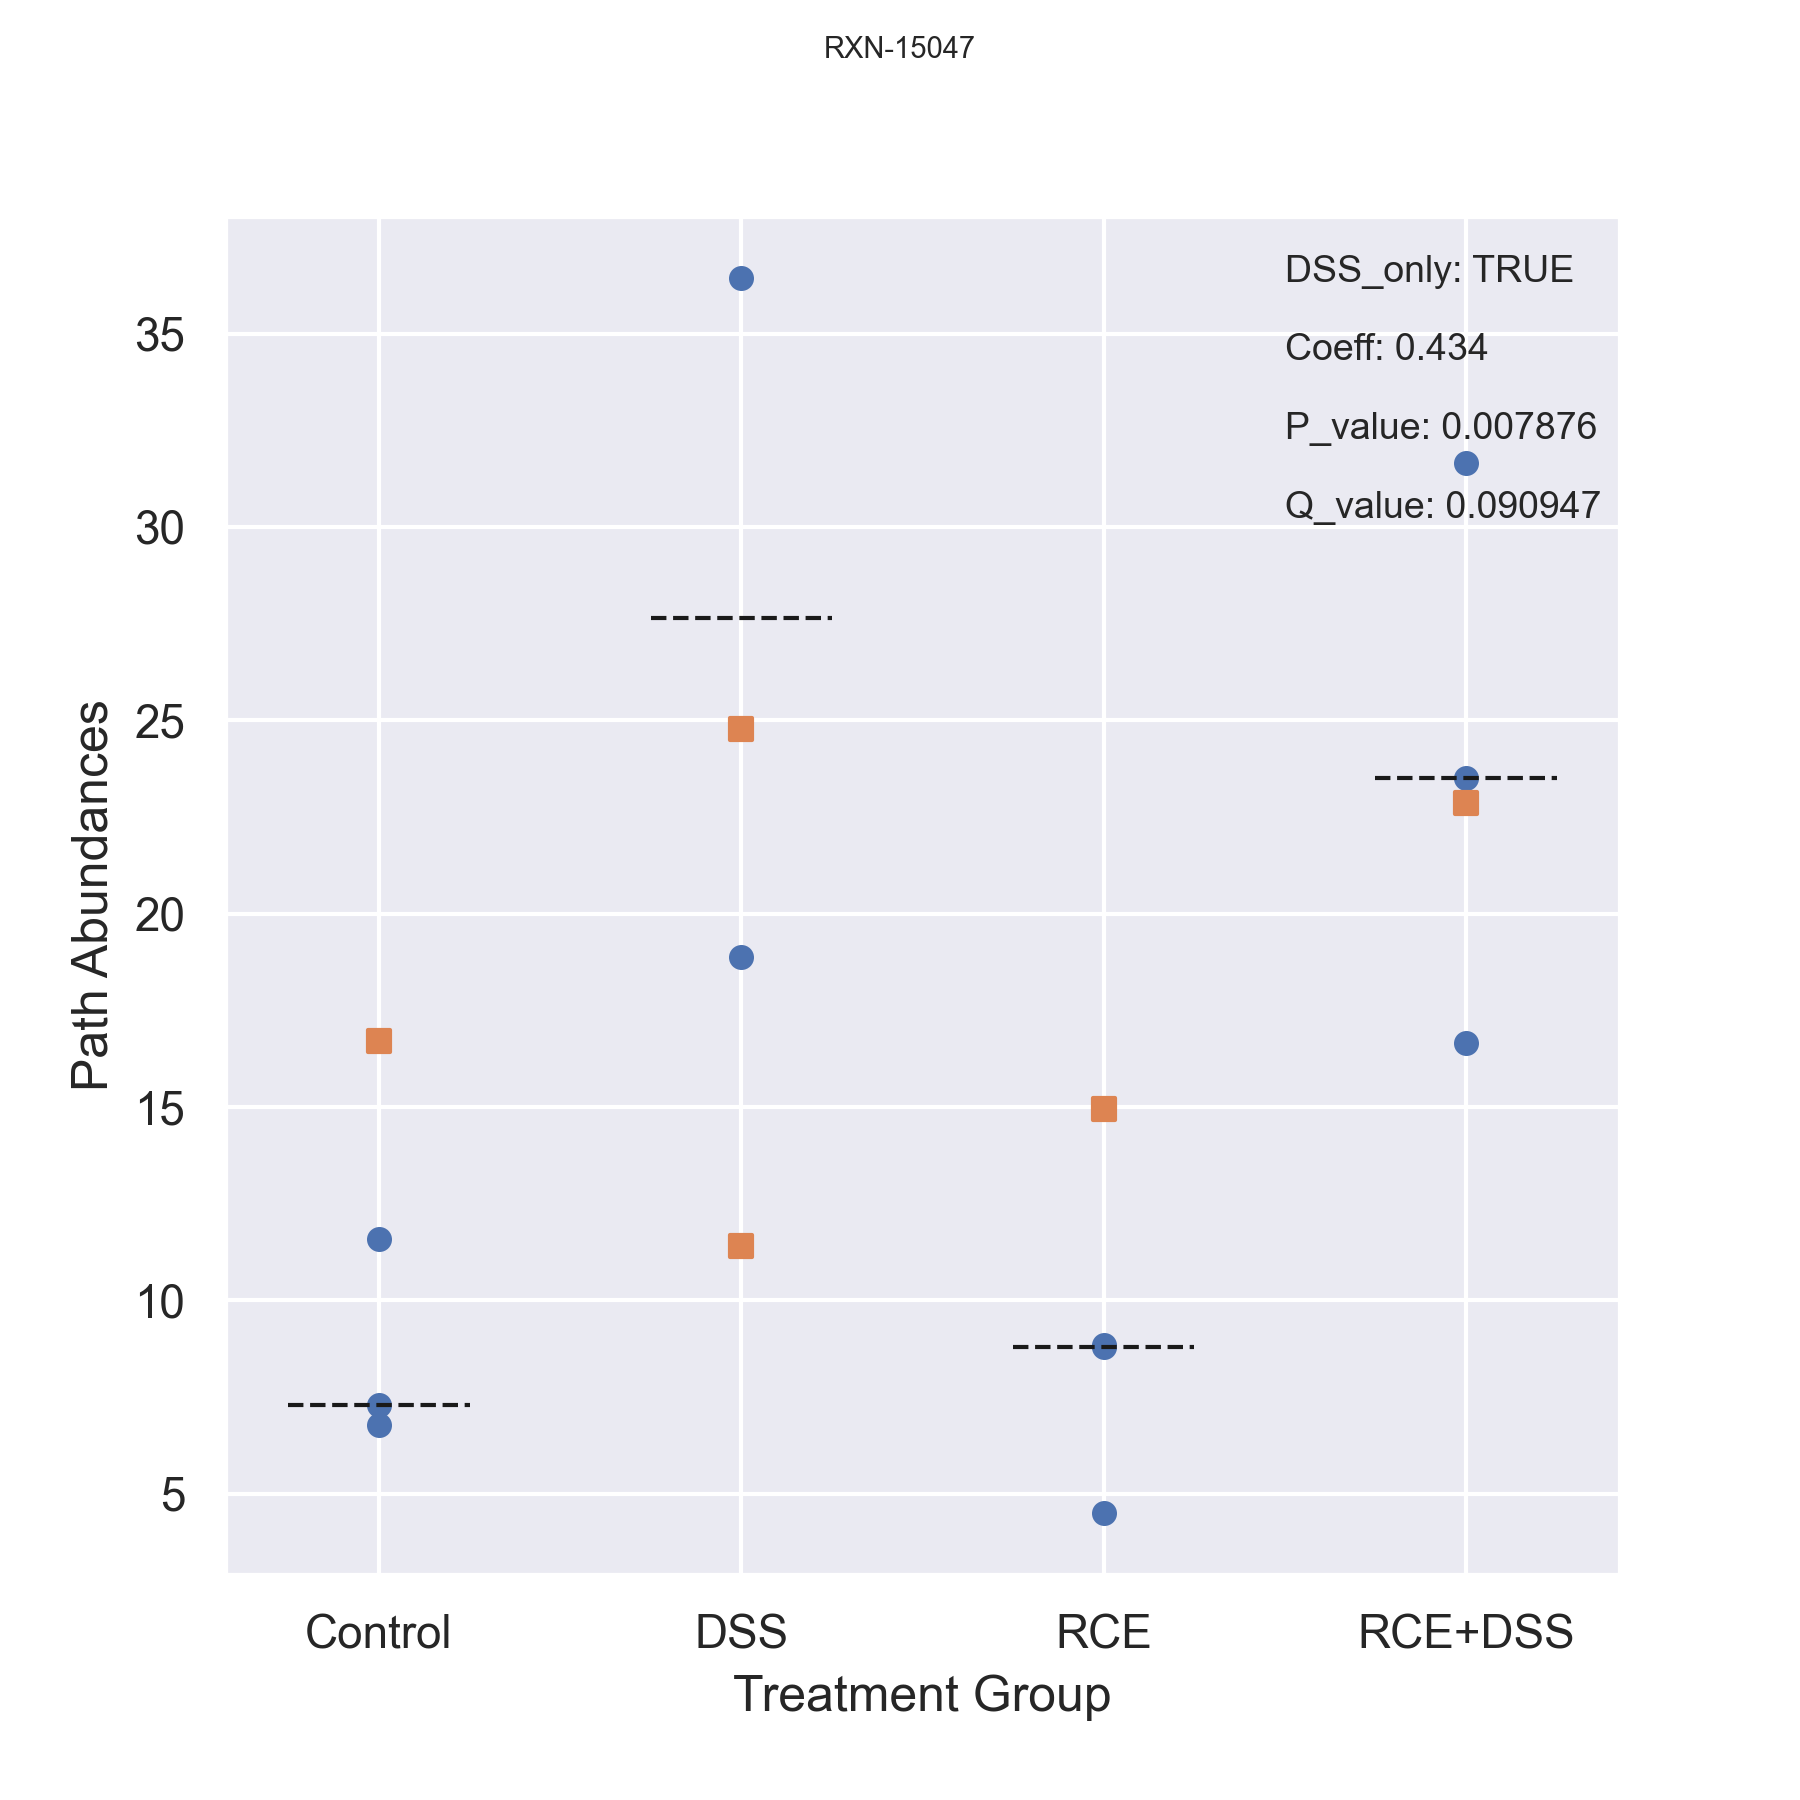 RXN-15047
DSS_only: TRUE
Coeff: 0.434
P_value: 0.007876
Q_value: 0.090947
35
30
25
20
15
10
5
Path Abundances
Control
DSS
RCE
RCE+DSS
Treatment Group